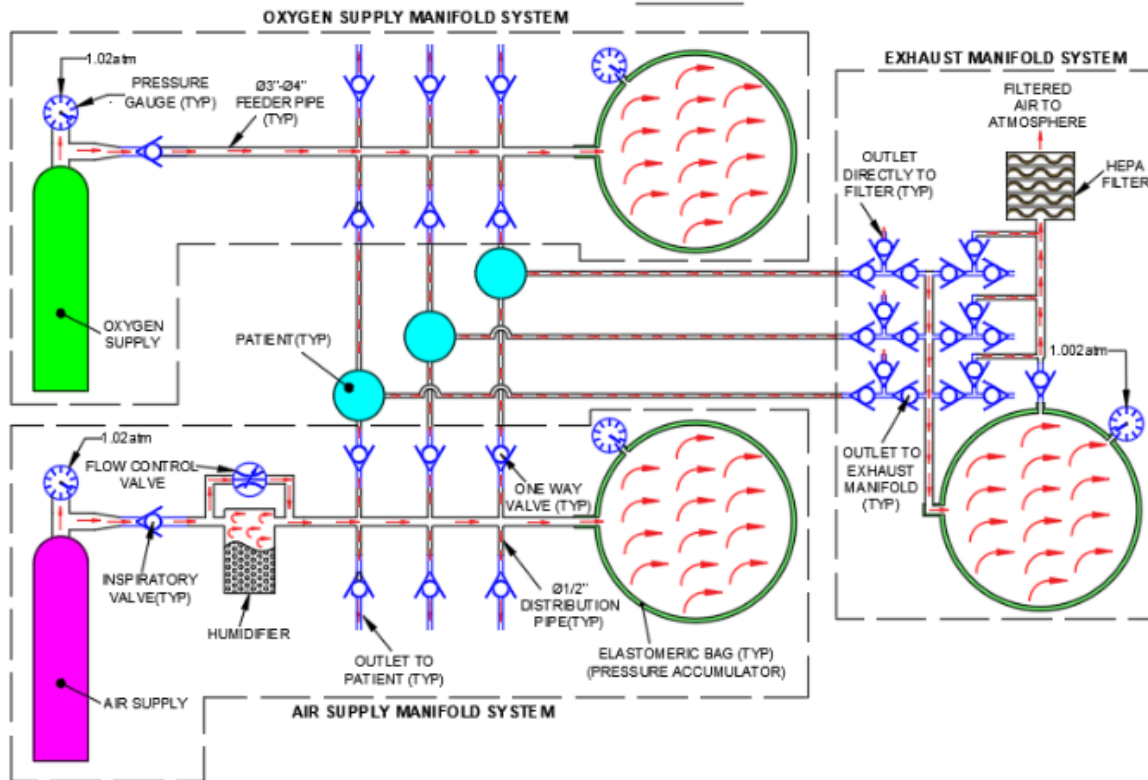 OXYGEN SUPPLY MANIFOLD SYSTEM
1.02atm
PRESSURE
GAUGE (TYP)
Ø3"-Ø4"
FEEDER PIPE
(TYP)
OXYGEN
SUPPLY
PATIENT(TYP)
EXHAUST MANIFOLD SYSTEM
FILTERED
AIR TO
ATMOSPHERE
OUTLET
DIRECTLY TO
FILTER (TYP)
HEPA
FILTER
1.002atm
OUTLET TO
EXHAUST
MANIFOLD
(TYP)
1.02atm
FLOW CONTROL
VALVE
ONE WAY
VALVE (TYP)
INSPIRATORY
VALVE(TYP)
HUMIDIFIER
Ø1/2"
DISTRIBUTION
PIPE(TYP)
OUTLET TO
PATIENT (TYP)
ELASTOMERIC BAG (TYP)
(PRESSURE ACCUMULATOR)
AIR SUPPLY
AIR SUPPLY MANIFOLD SYSTEM